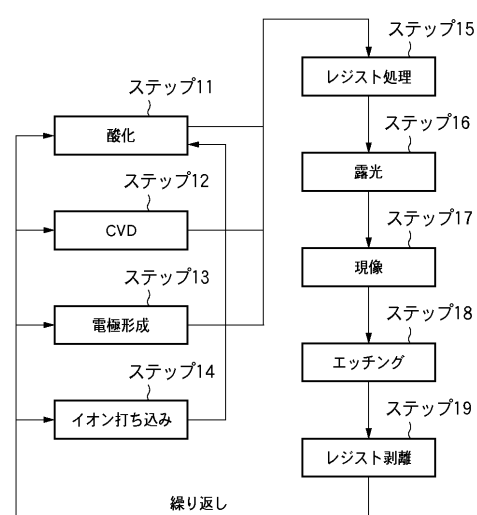 ステップ11
酸化
ステップ12
CVD
ステップ13
電極形成
ステップ14
イオン打ち込み
ステップ15
レジスト処理
ステップ16
露光
ステップ17
現像
ステップ18
エッチング
ステップ19
レジスト剥離
繰り返し